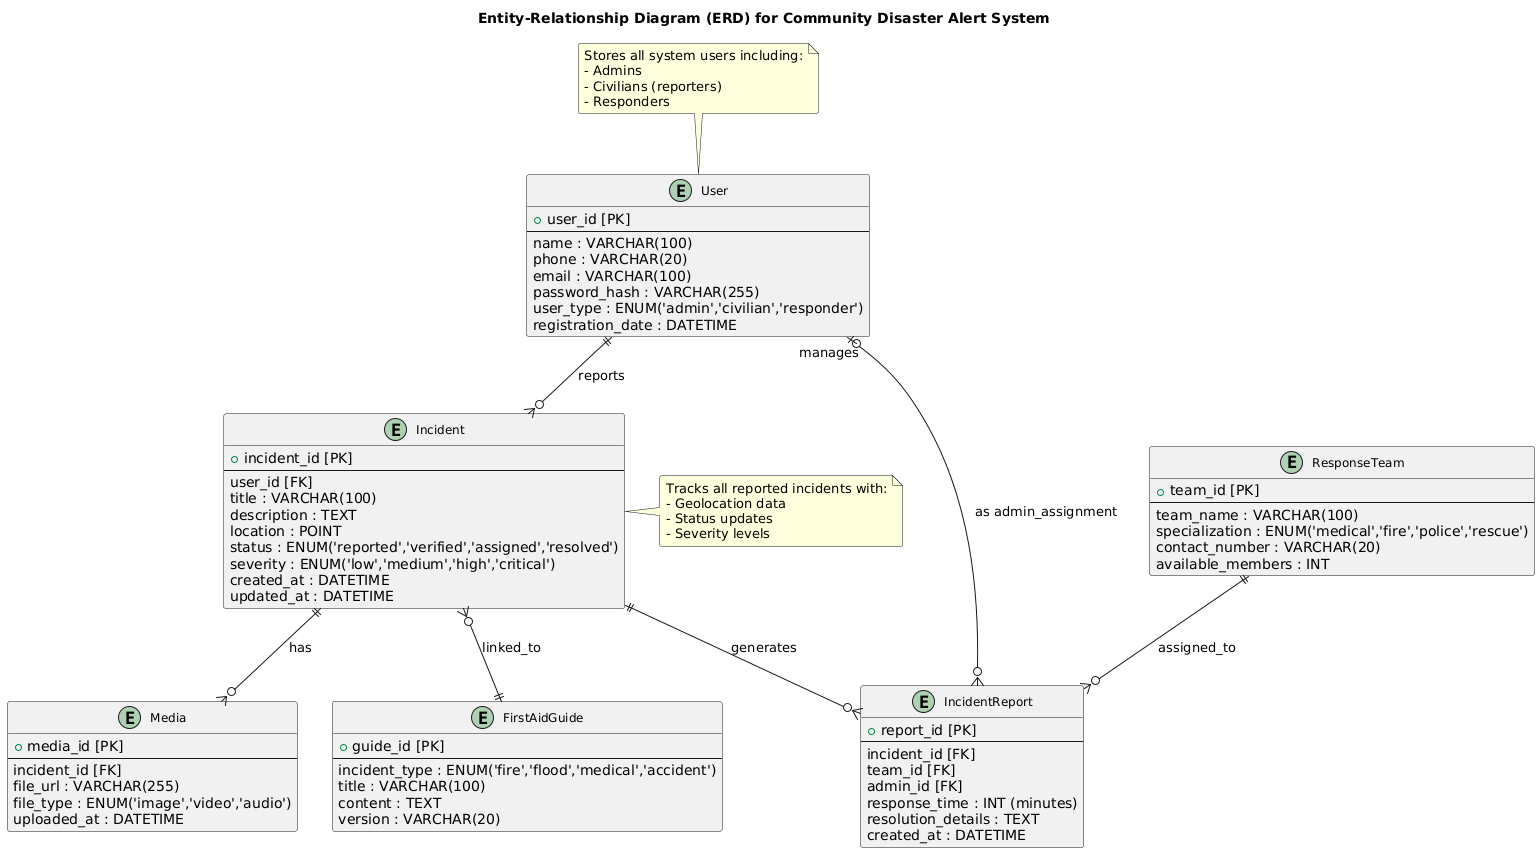 Entity-Relationship Diagram (ERD) for Community Disaster Alert System
Stores all system users including:
- Admins
- Civilians (reporters)
- Responders
E User
user_id [PK]
name : VARCHAR(100)
phone : VARCHAR(20)
email : VARCHAR(100)
password_hash : VARCHAR(255)
user_type : ENUM('admin','civilian','responder')
registration_date : DATETIME
manages
reports
E Incident
incident_id [PK]
user_id [FK]
title : VARCHAR(100)
description : TEXT
location : POINT
status : ENUM('reported','verified','assigned','resolved')
severity : ENUM('low','medium','high','critical')
created_at : DATETIME
updated_at : DATETIME
Tracks all reported incidents with:
- Geolocation data
- Status updates
- Severity levels
as admin_assignment
E ResponseTeam
team_id [PK]
team_name : VARCHAR(100)
specialization : ENUM('medical','fire','police','rescue')
contact_number : VARCHAR(20)
available_members : INT
has
linked_to
generates
assigned_to
E Media
media_id [PK]
incident_id [FK]
file_url : VARCHAR(255)
file_type : ENUM('image','video','audio')
uploaded_at : DATETIME
E FirstAidGuide
guide_id [PK]
incident_type : ENUM('fire','flood','medical','accident')
title : VARCHAR(100)
content : TEXT
version : VARCHAR(20)
E IncidentReport
report_id [PK]
incident_id [FK]
team_id [FK]
admin_id [FK]
response_time : INT (minutes)
resolution_details : TEXT
created_at : DATETIME